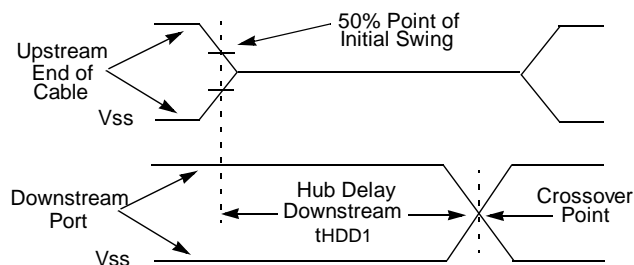 50% Point of
Initial Swing
Upstream
End of
Cable
Vss
Downstream
Port
Hub Delay
Downstream
tHDD1
Crossover
Point
Vss